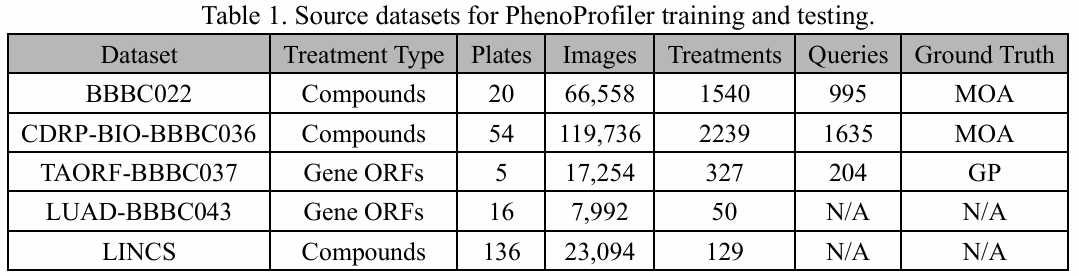 Table 1. Source datasets for PhenoProfiler training and testing.
Dataset Treatment Type Plates Images Treatments Queries Ground Truth
BBBC022 Compounds 20 66,558 1540 995 MOA
CDRP-BIO-BBBC036 Compounds 54 119,736 2239 1635 MOA
TAORF-BBBC037 Gene ORFs 5 17,254 327 204 GP
LUAD-BBBC043 Gene ORFs 16 7,992 50 N/A N/A
LINCS Compounds 136 23,094 129 N/A N/A